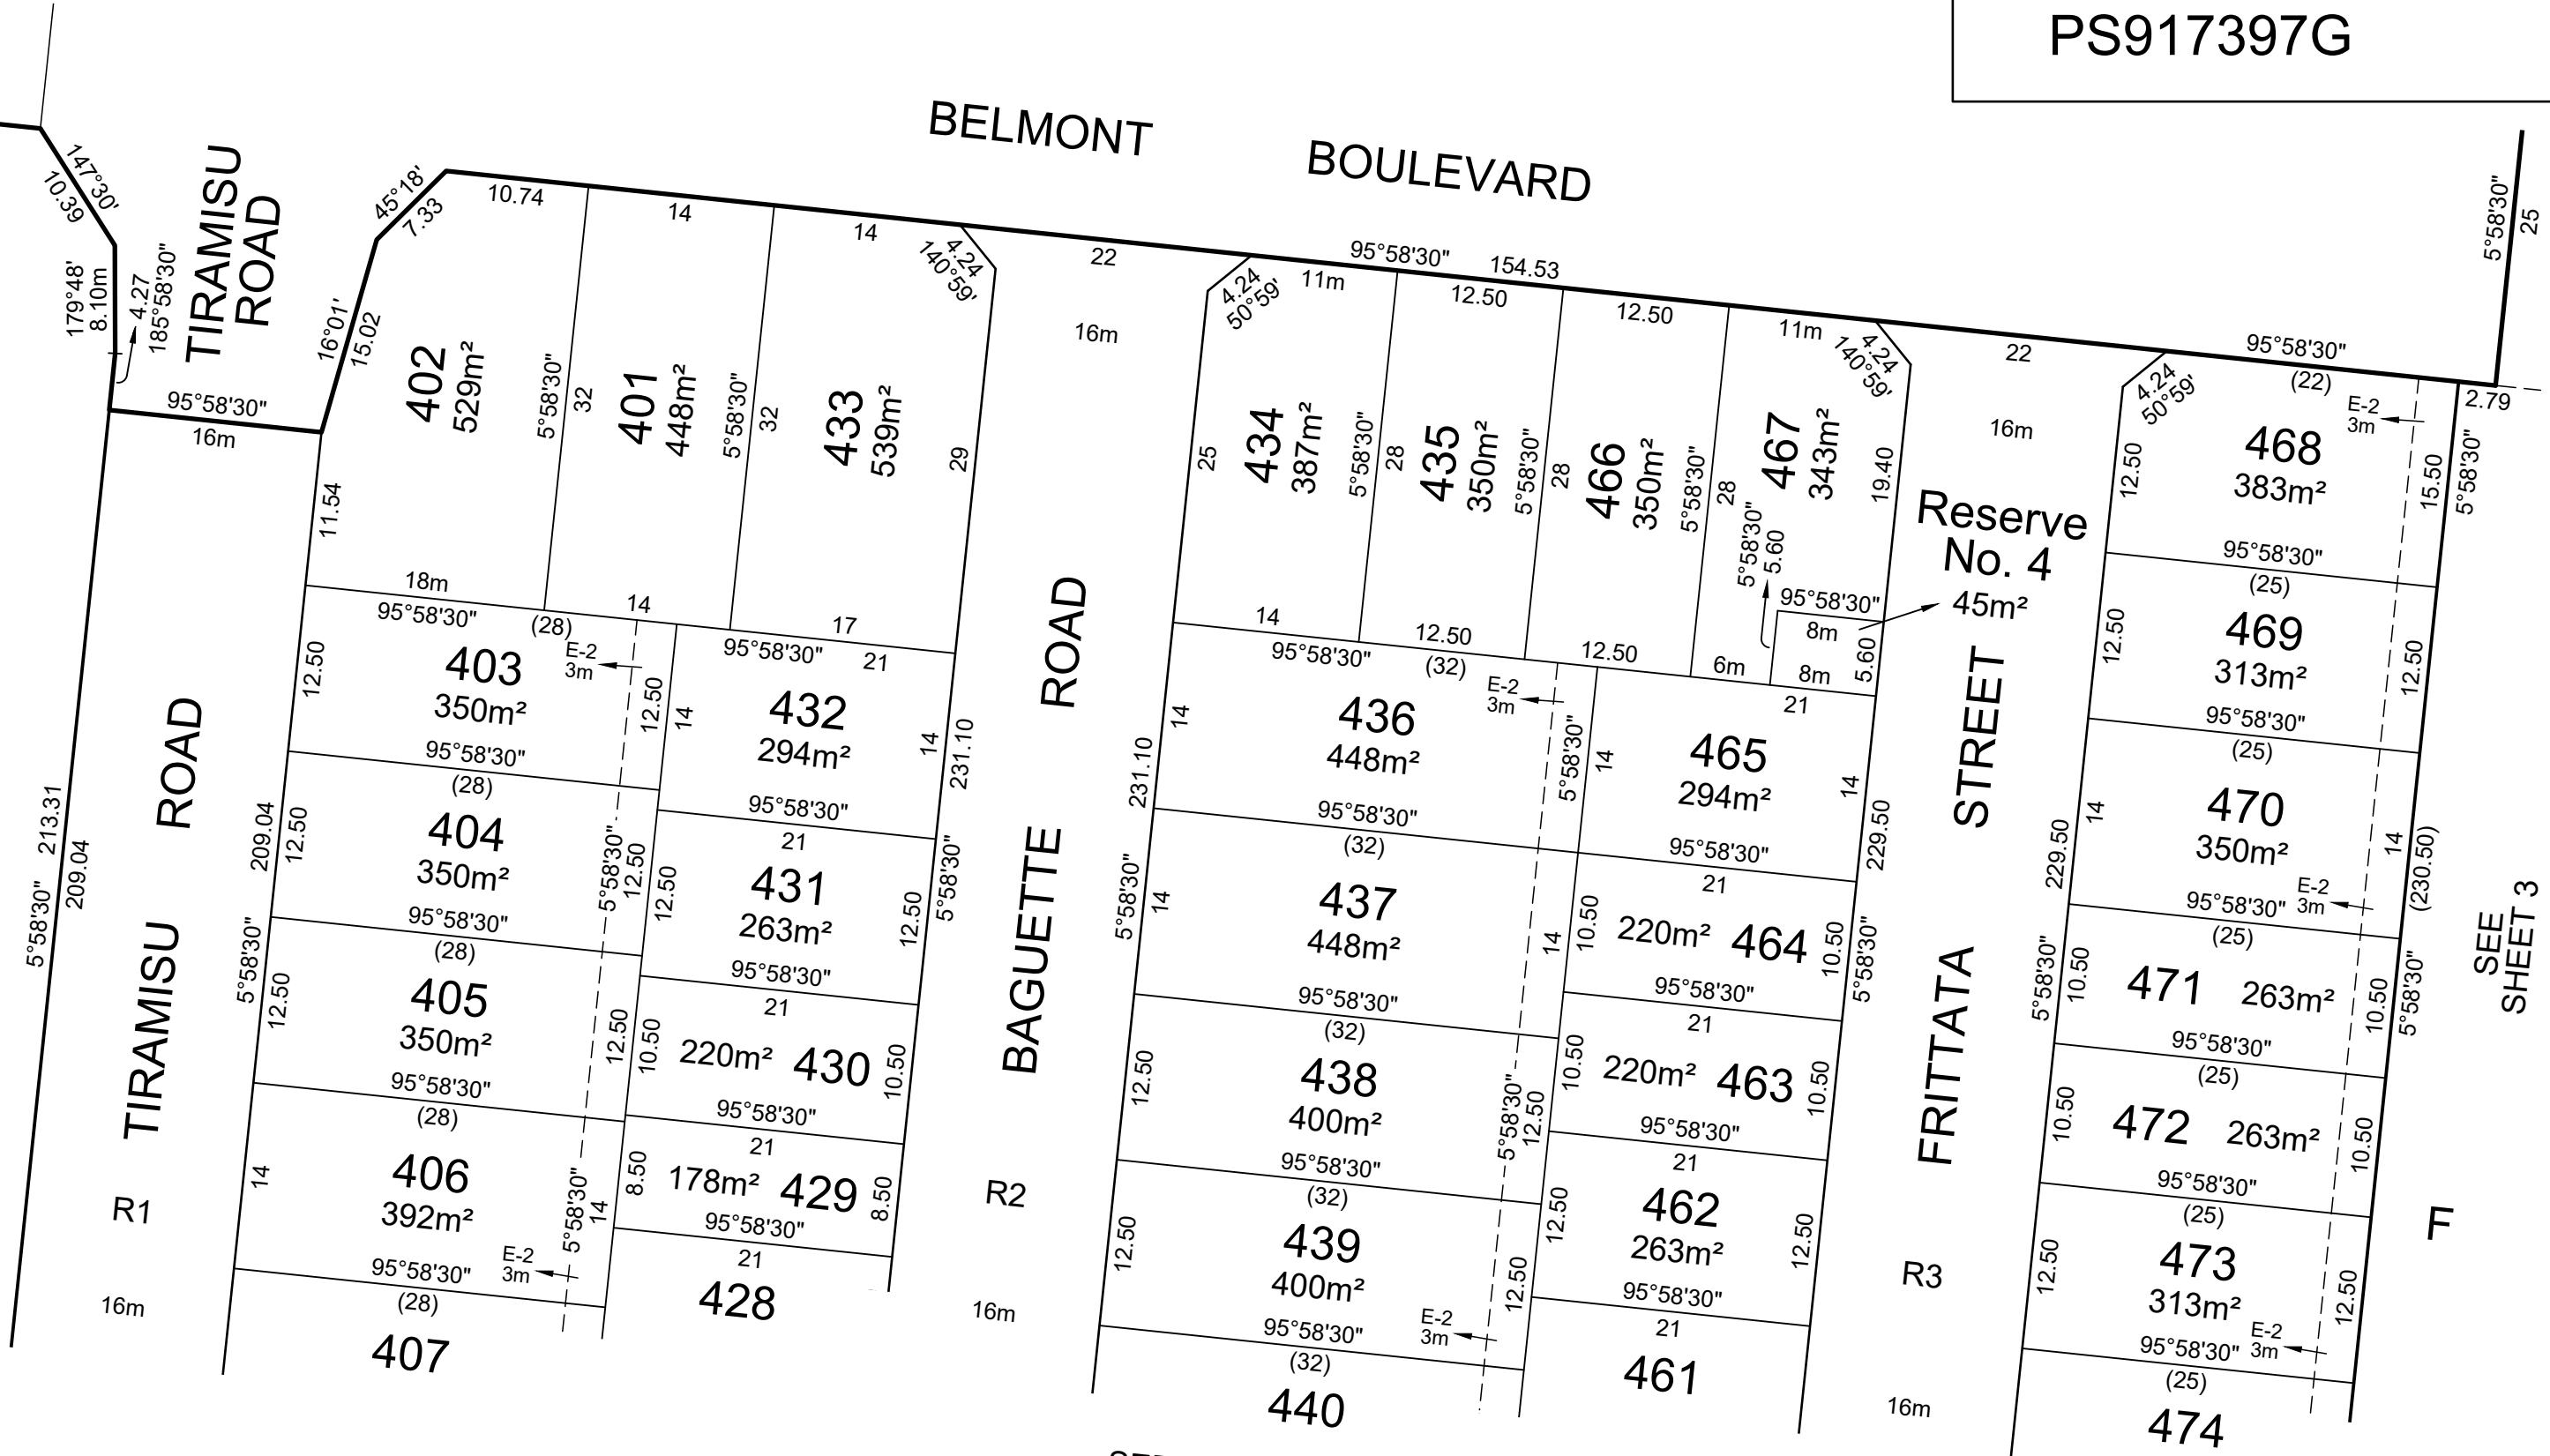 PS917397G
BELMONT BOULEVARD
147°30'
10.39
179°48'
8.10m
4.27
185°58'30"
TIRAMISU
ROAD
95°58'30"
16m
45°18'
7.33
16°01'
15.02
11.54
10.74
402
529m²
18m
5°58'30"
32
14
401
448m²
14
5°58'30"
32
14
433
539m²
17
4.24
140°59'
29
22
16m
4.24
50°59'
25
11m
434
387m²
14
5°58'30"
28
95°58'30" 154.53
12.50
435
350m²
12.50
5°58'30"
28
12.50
466
350m²
12.50
5°58'30"
28
11m
467
343m²
4.24
140°59'
19.40
5°58'30"
5.60
95°58'30"
8m
6m
8m
5.60
22
16m
Reserve
No. 4
45m²
4.24
50°59'
95°58'30"
(22)
E-2
3m
2.79
5°58'30"
25
12.50
468
383m²
15.50
5°58'30"
95°58'30"
(25)
12.50
469
313m²
12.50
95°58'30"
(25)
14
470
350m²
14
(230.50)
E-2
3m
95°58'30"
(25)
10.50
471 263m²
10.50
5°58'30"
95°58'30"
(25)
10.50
472 263m²
10.50
95°58'30"
(25)
12.50
473
313m²
12.50
E-2
3m
95°58'30"
(25)
474
SEE
SHEET 3
F
5°58'30" 213.31
209.04
TIRAMISU ROAD
R1
16m
5°58'30" 209.04
95°58'30"
(28)
12.50
403
350m²
E-2
3m
12.50
95°58'30"
(28)
12.50
404
350m²
5°58'30"
12.50
95°58'30"
(28)
12.50
405
350m²
12.50
95°58'30"
(28)
14
406
392m²
5°58'30"
14
E-2
3m
95°58'30"
(28)
407
95°58'30"
21
14
432
294m²
14
95°58'30"
21
12.50
431
263m²
12.50
95°58'30"
21
10.50
220m² 430
10.50
95°58'30"
21
8.50
178m² 429
8.50
95°58'30"
21
428
231.10
5°58'30"
BAGUETTE ROAD
R2
16m
231.10
5°58'30"
95°58'30"
(32)
14
436
448m²
E-2
3m
5°58'30"
95°58'30"
(32)
14
437
448m²
14
95°58'30"
(32)
12.50
438
400m²
5°58'30"
12.50
95°58'30"
(32)
12.50
439
400m²
12.50
E-2
3m
95°58'30"
(32)
440
21
14
465
294m²
14
95°58'30"
21
10.50
220m² 464
10.50
95°58'30"
21
10.50
220m² 463
10.50
95°58'30"
21
12.50
462
263m²
12.50
95°58'30"
21
461
229.50
5°58'30"
FRITTATA STREET
R3
16m
229.50
5°58'30"